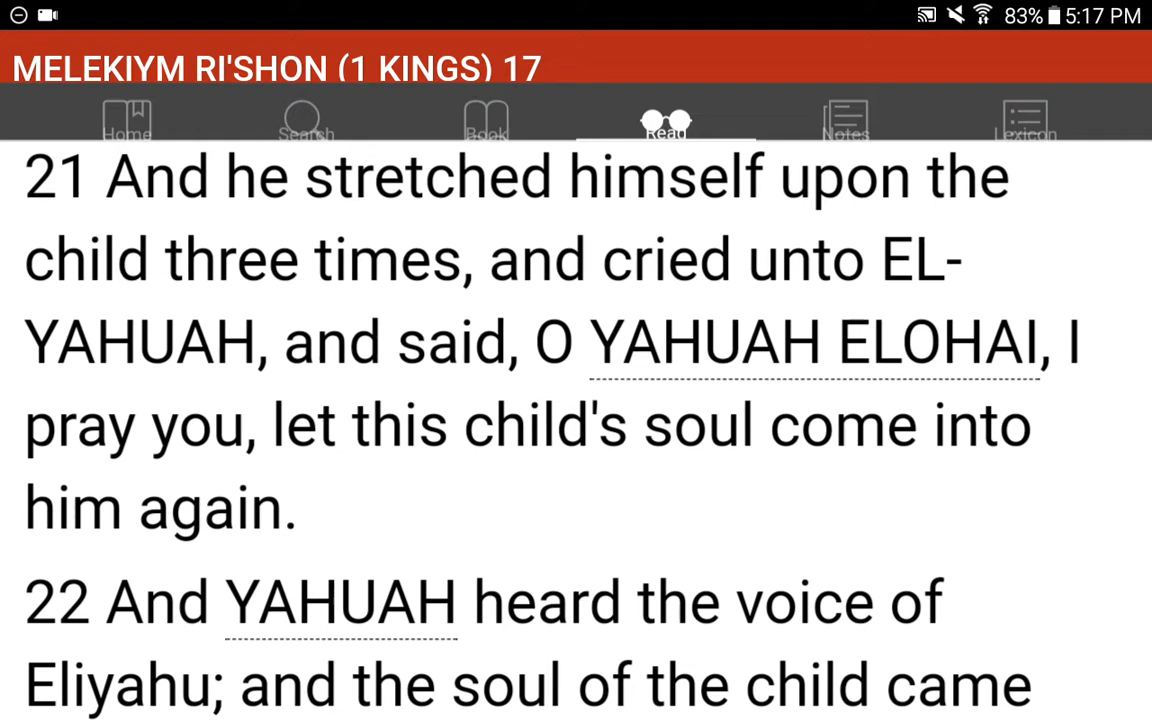 83% 5:17 PM
MELEKIYM RI'SHON (1 KINGS) 17
Home Search Book Read Notes Lexicon
21 And he stretched himself upon the
child three times, and cried unto EL-
YAHUAH, and said, O YAHUAH ELOHAI, I
pray you, let this child's soul come into
him again.
22 And YAHUAH heard the voice of
Eliyahu; and the soul of the child came